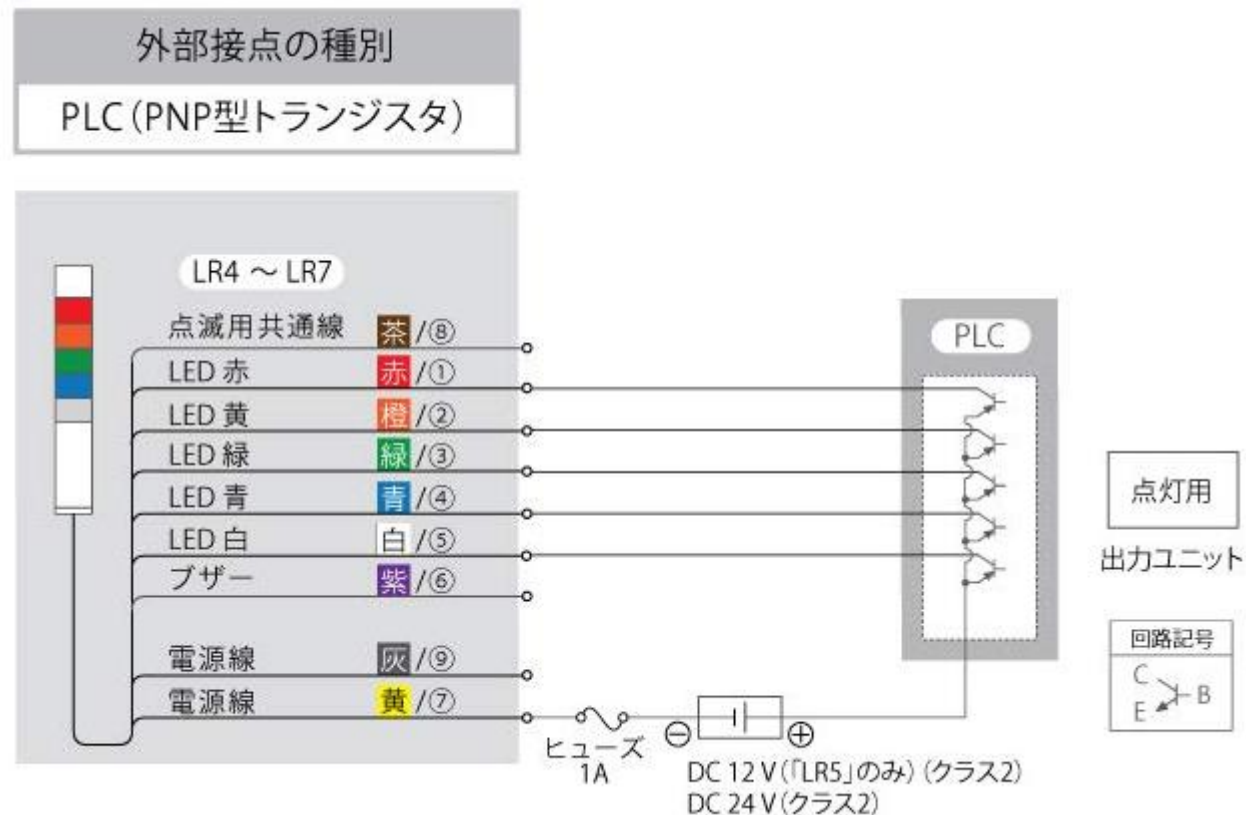 外部接点の種別
PLC(PNP型トランジスタ)
LR4 ～ LR7
点滅用共通線 茶/⑧
LED 赤 赤/①
LED 黄 橙/②
LED 緑 緑/③
LED 青 青/④
LED 白 白/⑤
ブザー 紫/⑥
電源線 灰/⑨
電源線 黄/⑦
ヒューズ
1A
⊖ ⊕
DC 12 V(「LR5」のみ) (クラス2)
DC 24 V(クラス2)
PLC
点灯用
出力ユニット
回路記号
C
B
E